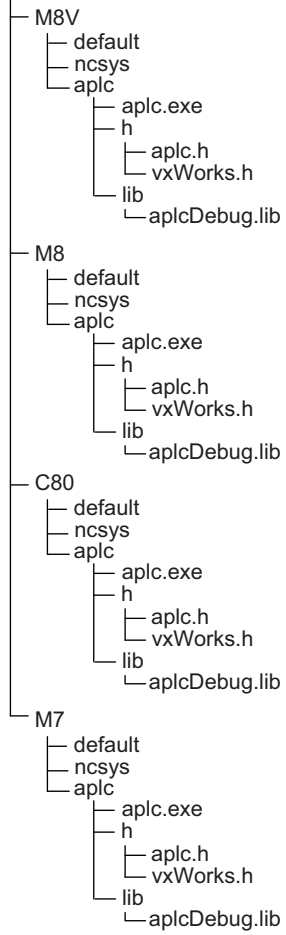 M8V
default
ncsys
aplc
aplc.exe
h
aplc.h
vxWorks.h
lib
aplcDebug.lib
M8
default
ncsys
aplc
aplc.exe
h
aplc.h
vxWorks.h
lib
aplcDebug.lib
C80
default
ncsys
aplc
aplc.exe
h
aplc.h
vxWorks.h
lib
aplcDebug.lib
M7
default
ncsys
aplc
aplc.exe
h
aplc.h
vxWorks.h
lib
aplcDebug.lib